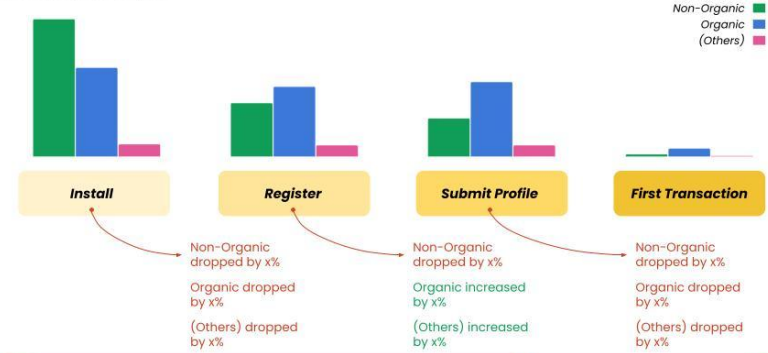 Non-Organic
Organic
(Others)
Install
Register
Submit Profile
First Transaction
Non-Organic
dropped by x%
Organic dropped
by x%
(Others) dropped
by x%
Non-Organic
dropped by x%
Organic increased
by x%
(Others) increased
by x%
Non-Organic
dropped by x%
Organic dropped
by x%
(Others) dropped
by x%